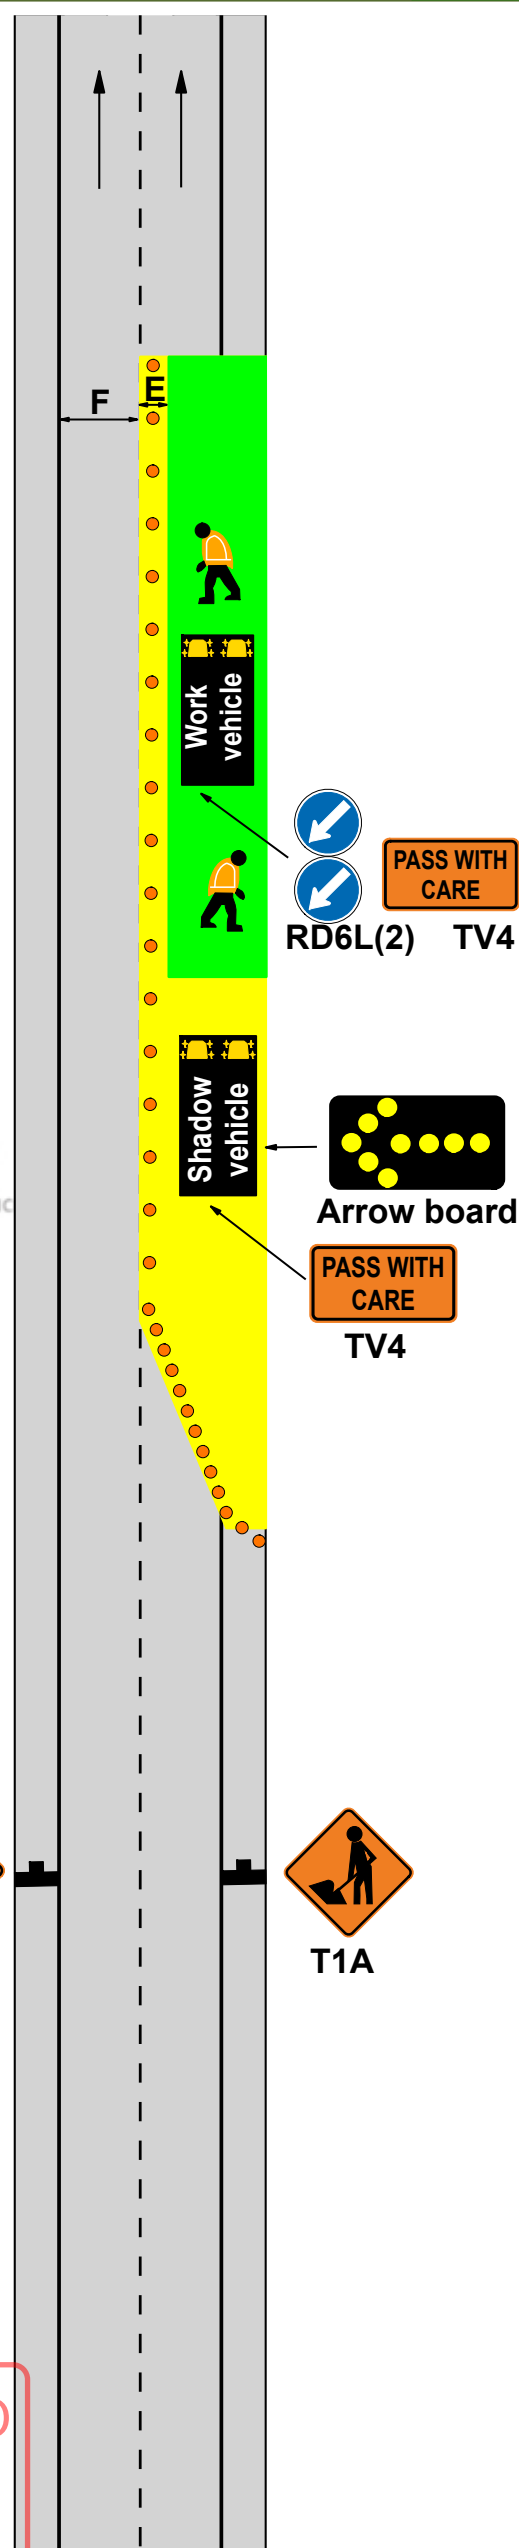 F
E
Work
vehicle
PASS WITH
CARE
RD6L(2)
TV4
Shadow
vehicle
Arrow board
PASS WITH
CARE
TV4
T1A